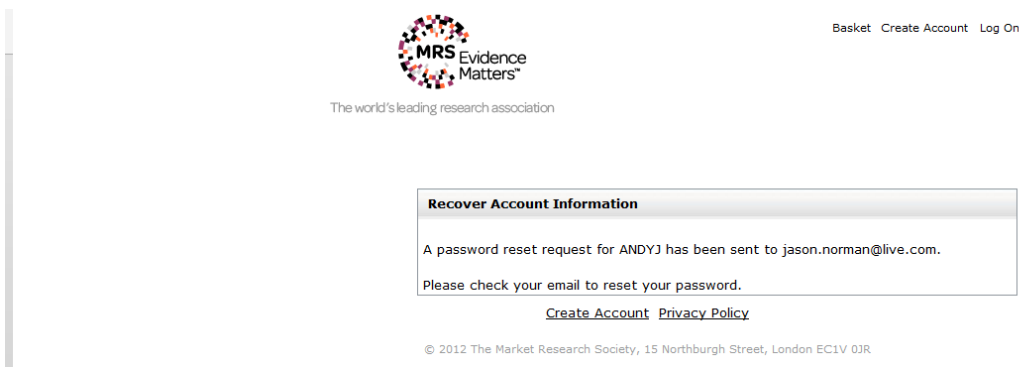 Basket Create Account Log On
MRS Evidence
Matters™
The world's leading research association
Recover Account Information
A password reset request for ANDYJ has been sent to jason.norman@live.com.
Please check your email to reset your password.
Create Account Privacy Policy
© 2012 The Market Research Society, 15 Northburgh Street, London EC1V 0JR